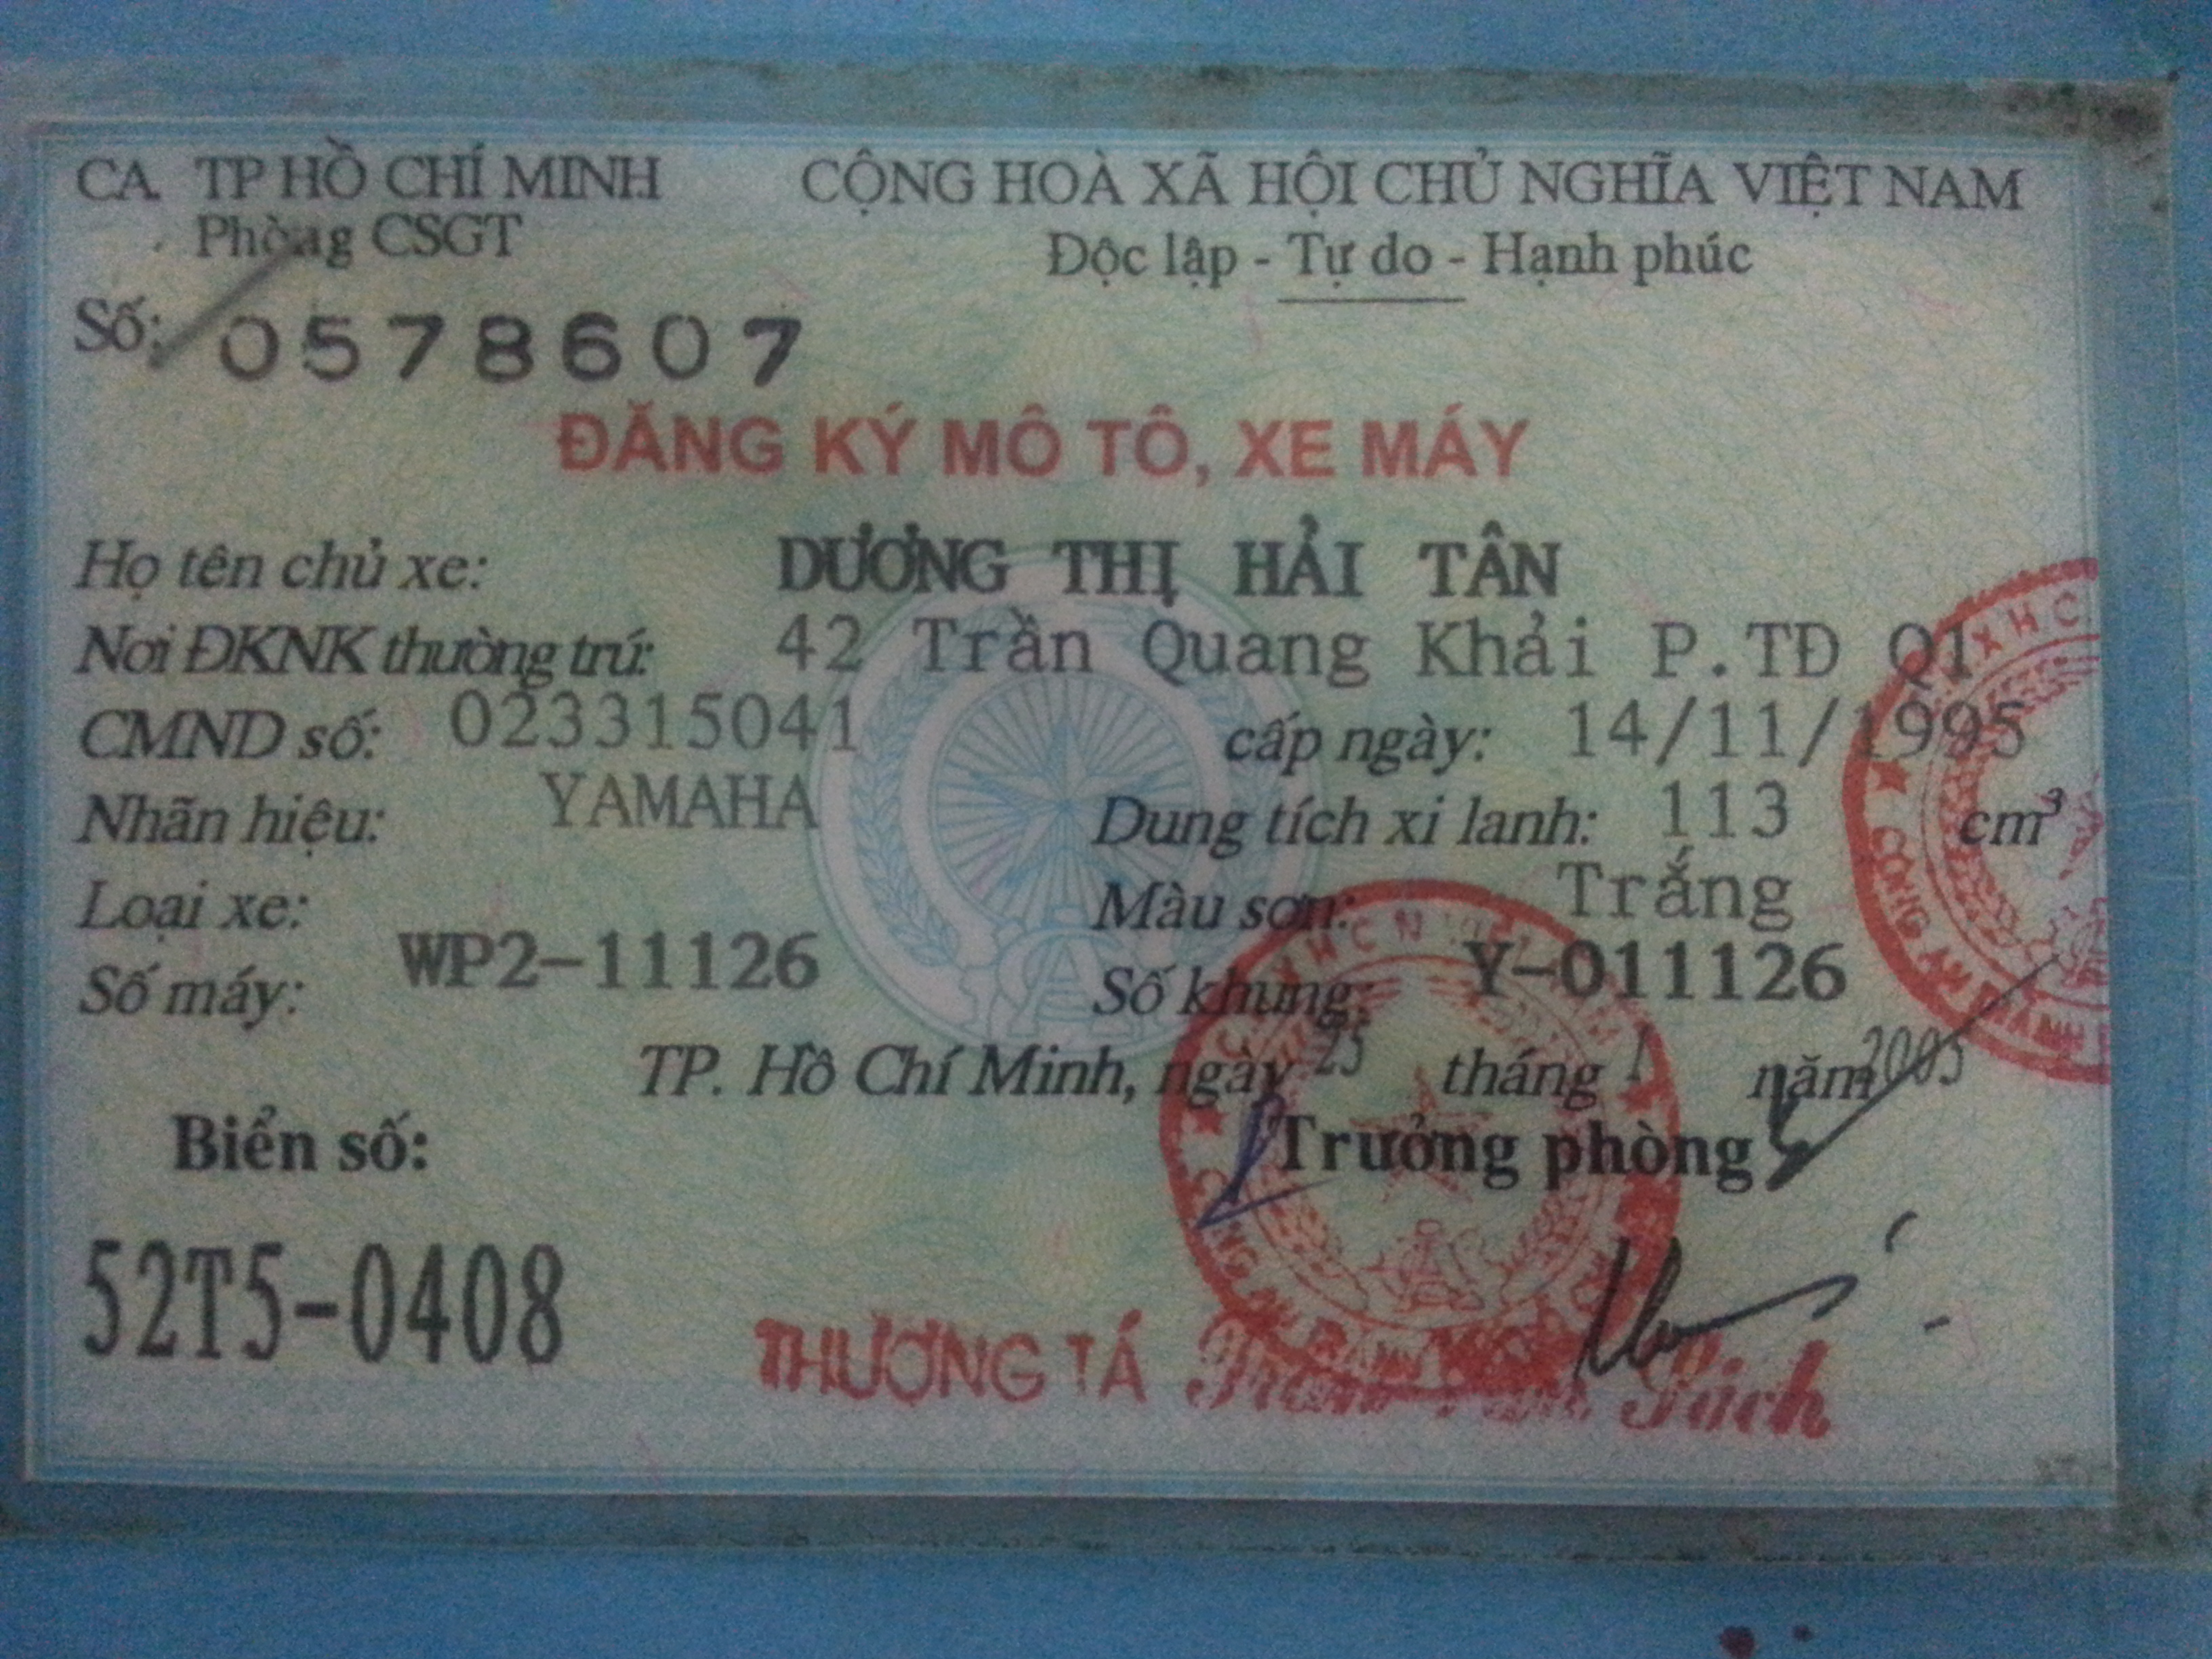 CA. TP HỒ CHÍ MINH
Phòng CSGT
CỘNG HOÀ XÃ HỘI CHỦ NGHĨA VIỆT NAM
Độc lập - Tự do - Hạnh phúc
Số: 0578607
ĐĂNG KÝ MÔ TÔ, XE MÁY
Họ tên chủ xe: DƯƠNG THỊ HẢI TÂN
Nơi ĐKNK thường trú: 42 Trần Quang Khải P.TĐ Q1
CMND số: 023315041 cấp ngày: 14/11/1995
Nhãn hiệu: YAMAHA Dung tích xi lanh: 113 cm³
Loại xe: Màu sơn: Trắng
Số máy: WP2-11126 Số khung: Y-011126
TP. Hồ Chí Minh, ngày 25 tháng 1 năm 2005
Biển số: Trưởng phòng
52T5-0408
THƯỢNG TÁ